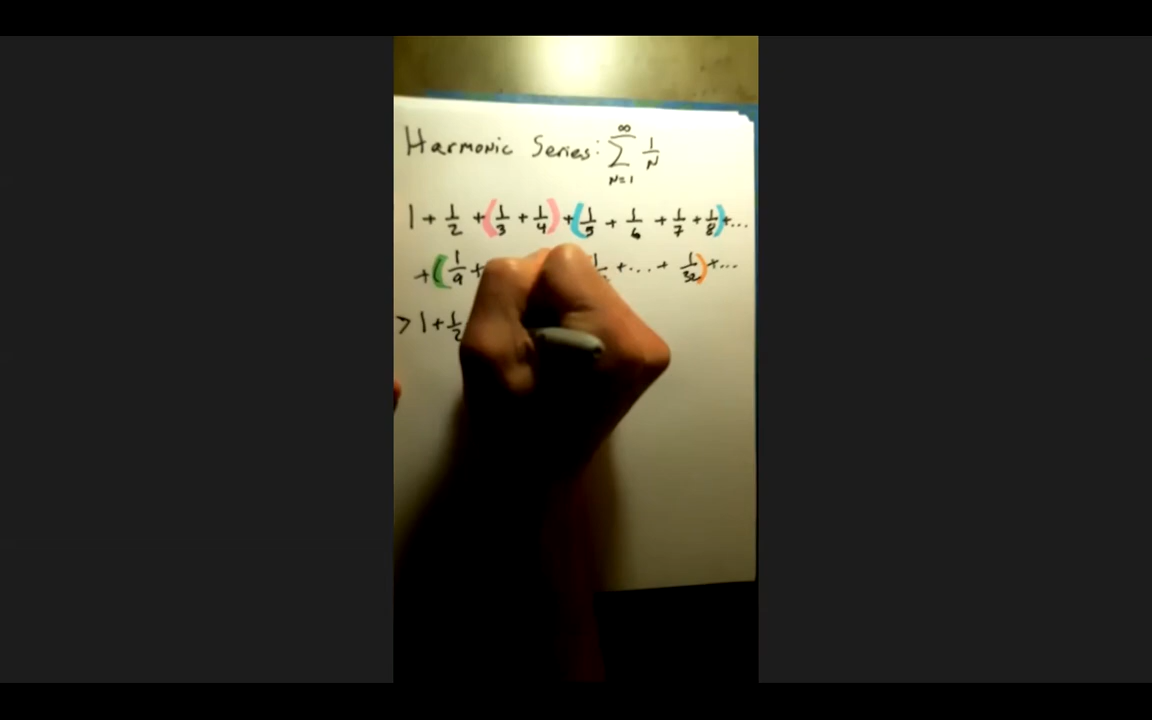 Harmonic Series: ∞ ∑ N=1 1/N
1 + 1/2 + (1/3 + 1/4) + (1/5 + 1/6 + 1/7 + 1/8) + ...
+ (1/9 + + ... + 1/32) + ...
> 1 + 1/2